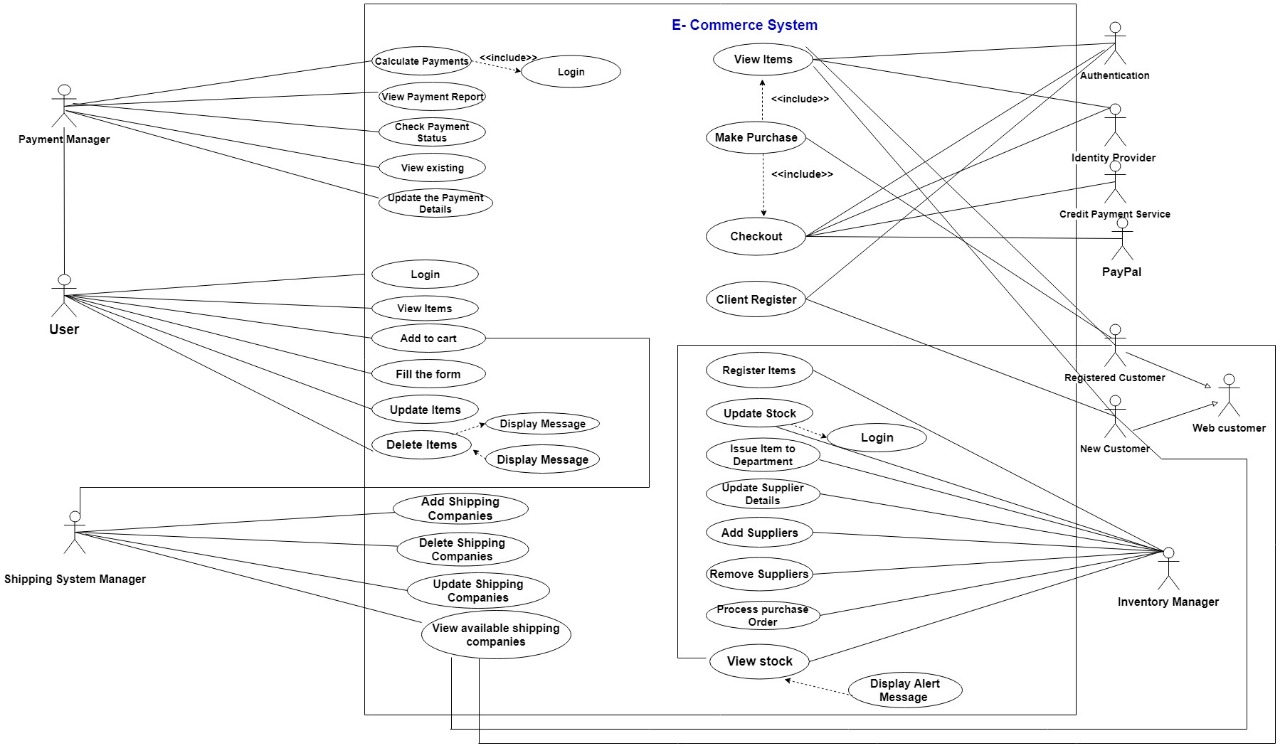 E- Commerce System
Payment Manager
User
Shipping System Manager
Calculate Payments
<<include>>
Login
View Payment Report
Check Payment
Status
View existing
Update the Payment
Details
Login
View Items
Add to cart
Fill the form
Update Items
Delete Items
Display Message
Display Message
Add Shipping
Companies
Delete Shipping
Companies
Update Shipping
Companies
View available shipping
companies
View Items
<<include>>
Make Purchase
<<include>>
Checkout
Client Register
Register Items
Update Stock
Login
Issue Item to
Department
Update Supplier
Details
Add Suppliers
Remove Suppliers
Process purchase
Order
View stock
Display Alert
Message
Authentication
Identity Provider
Credit Payment Service
PayPal
Registered Customer
Web customer
New Customer
Inventory Manager